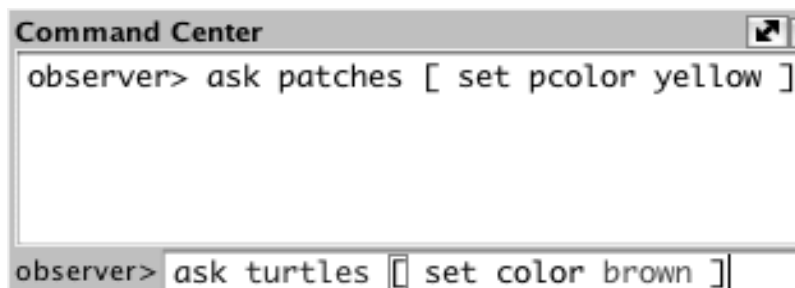 Command Center
observer> ask patches [ set pcolor yellow ]
observer> ask turtles [ set color brown ]